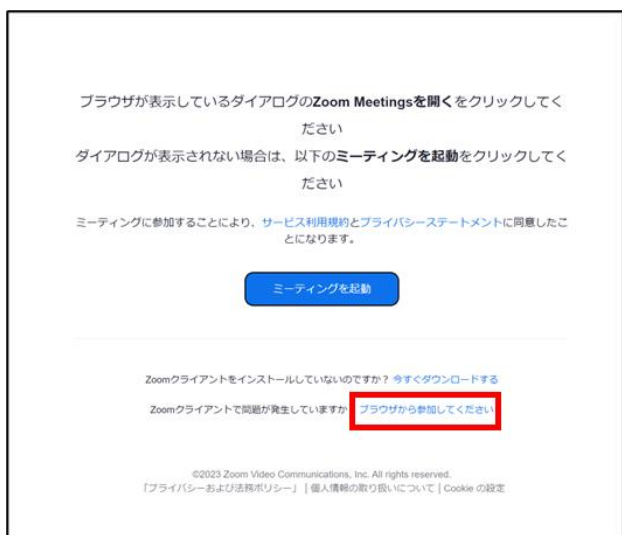 ブラウザが表示しているダイアログのZoom Meetingsを開くをクリックしてく
ださい
ダイアログが表示されない場合は、以下のミーティングを起動をクリックしてく
ださい
ミーティングに参加することにより、サービス利用規約とプライバシーステートメントに同意したこ
とになります。
ミーティングを起動
Zoomクライアントをインストールしていないのですか？ 今すぐダウンロードする
Zoomクライアントで問題が発生していますか ブラウザから参加してください
©2023 Zoom Video Communications, Inc. All rights reserved.
「プライバシーおよび法務ポリシー」 | 個人情報の取り扱いについて | Cookie の設定